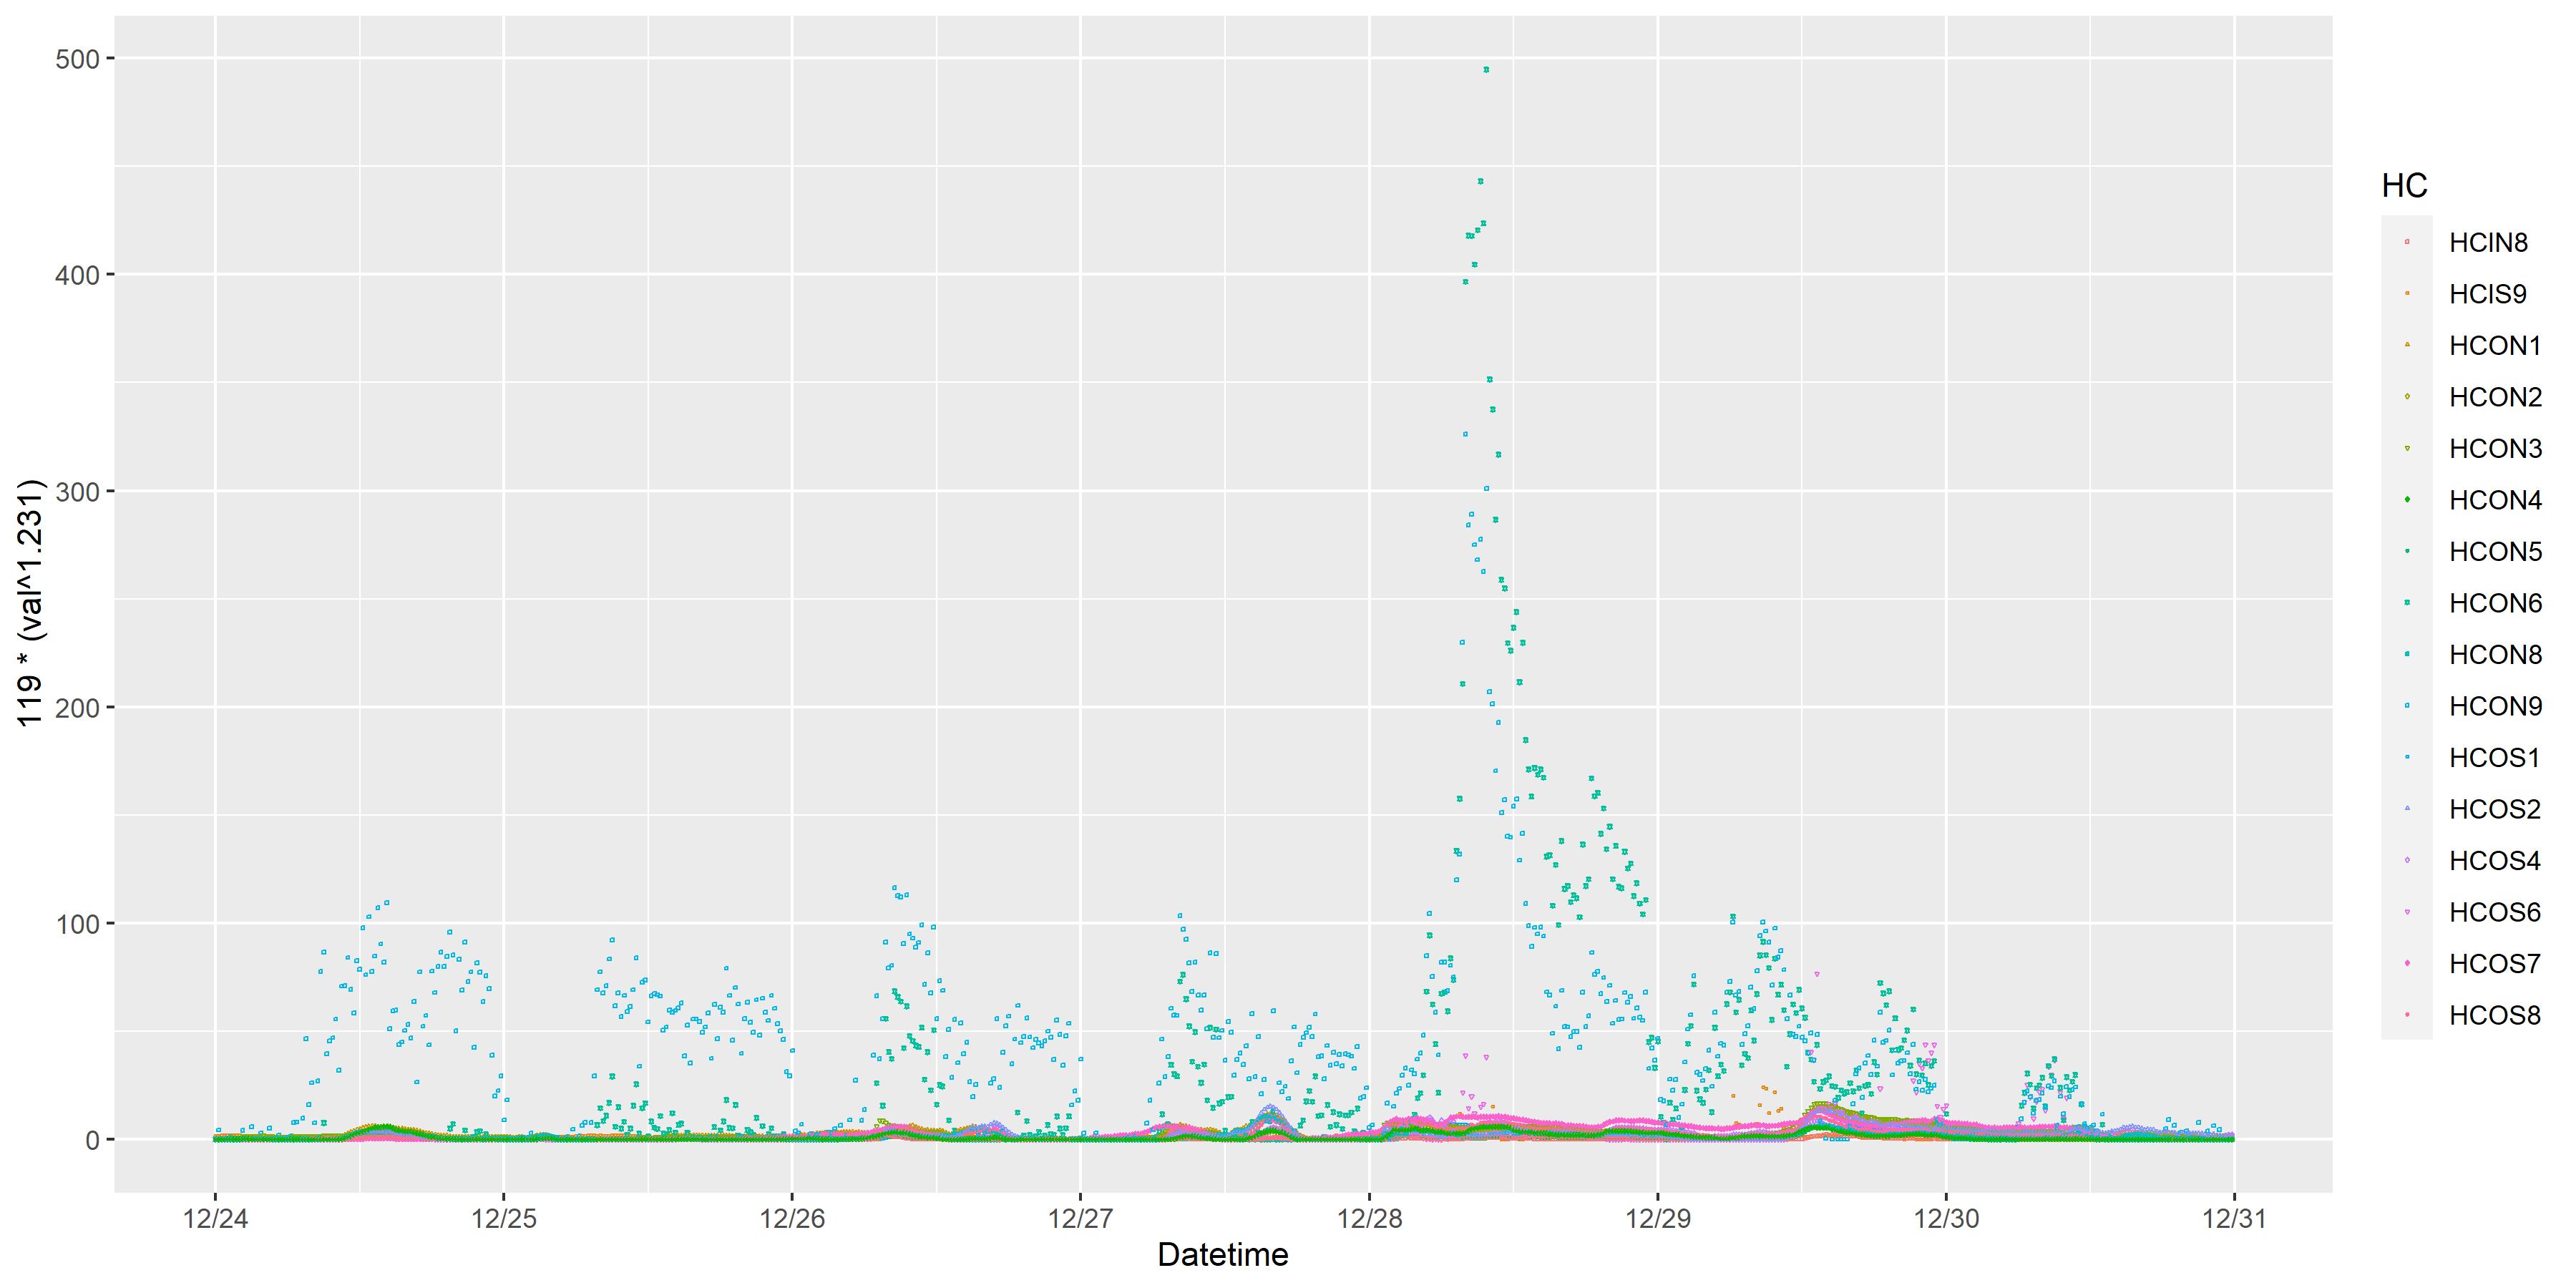 500
400
300
200
100
0
119 * (val^1.231)
12/24 12/25 12/26 12/27 12/28 12/29 12/30 12/31
Datetime
HC
HCIN8
HCIS9
HCON1
HCON2
HCON3
HCON4
HCON5
HCON6
HCON8
HCON9
HCOS1
HCOS2
HCOS4
HCOS6
HCOS7
HCOS8